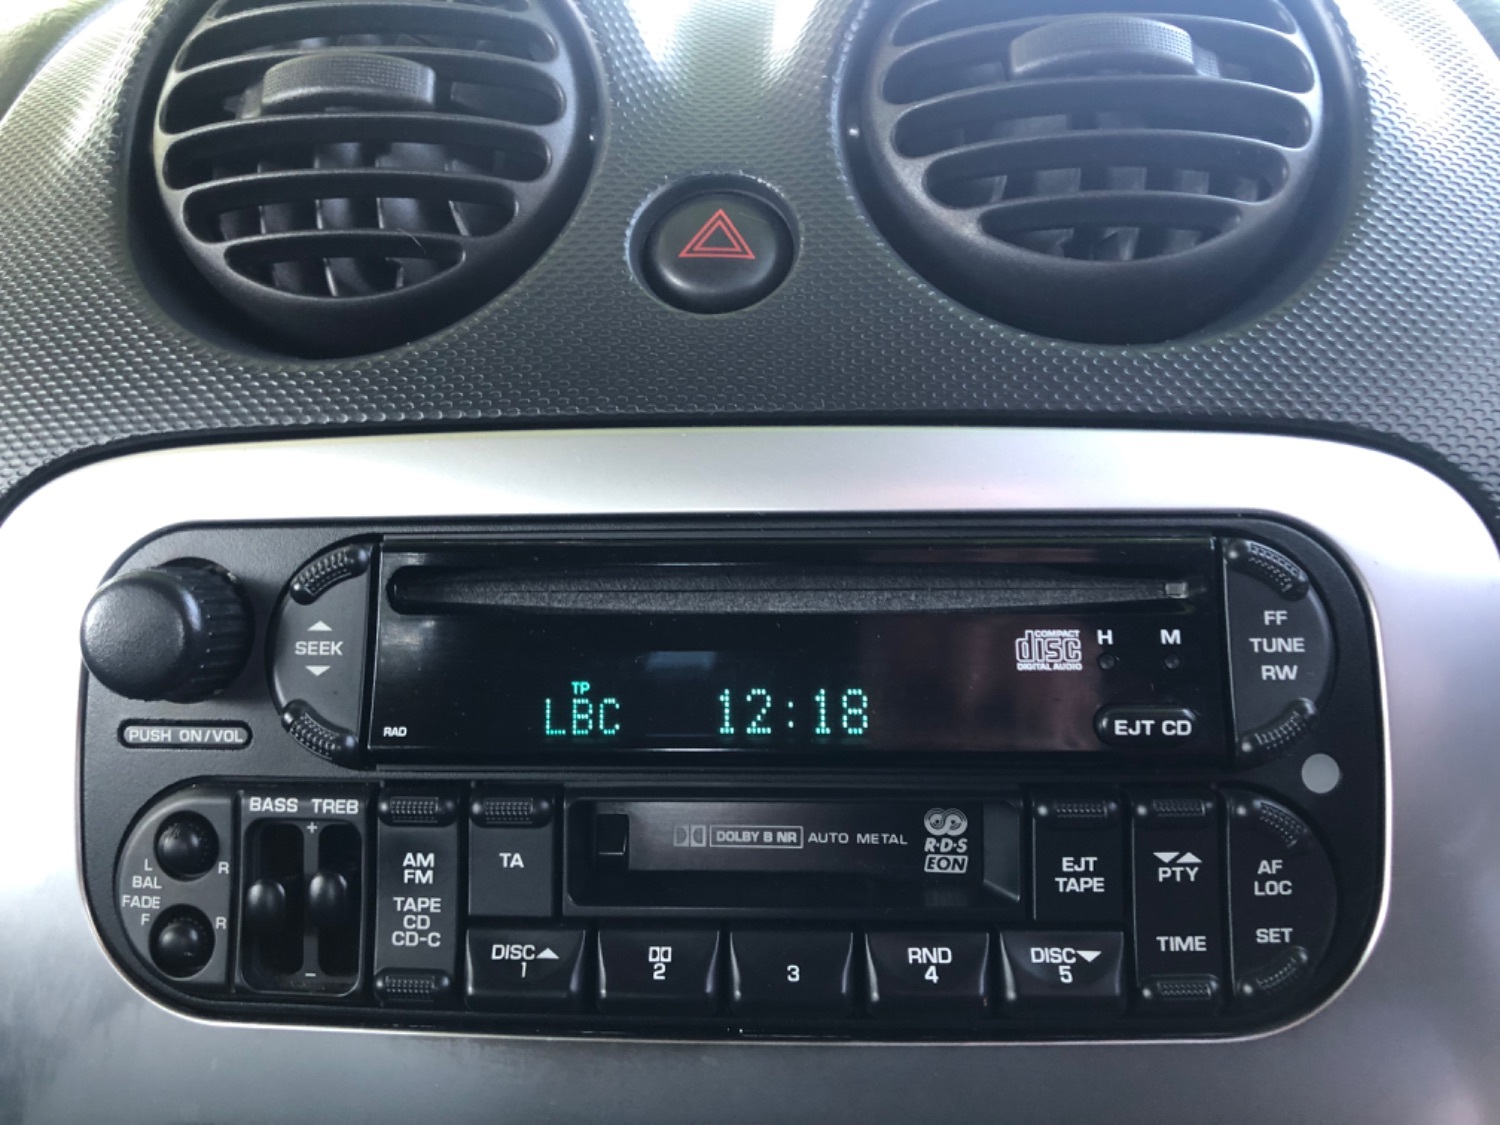 COMPACT
disc
DIGITAL AUDIO
H M
FF
SEEK
TUNE
RW
TP
LBC 12:18
RAD
EJT CD
PUSH ON/VOL
BASS TREB
+
DOLBY B NR AUTO METAL
R·D·S
EON
L R
BAL
FADE
F R
−
AM
FM
TAPE
CD
CD-C
TA
EJT
TAPE
PTY
TIME
AF
LOC
SET
DISC
1
2
3
RND
4
DISC
5